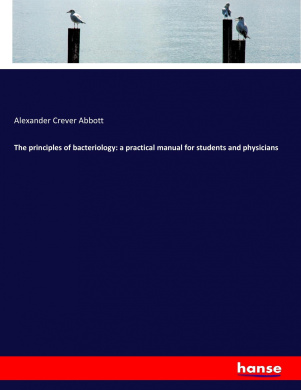 Alexander Crever Abbott
The principles of bacteriology: a practical manual for students and physicians
hanse